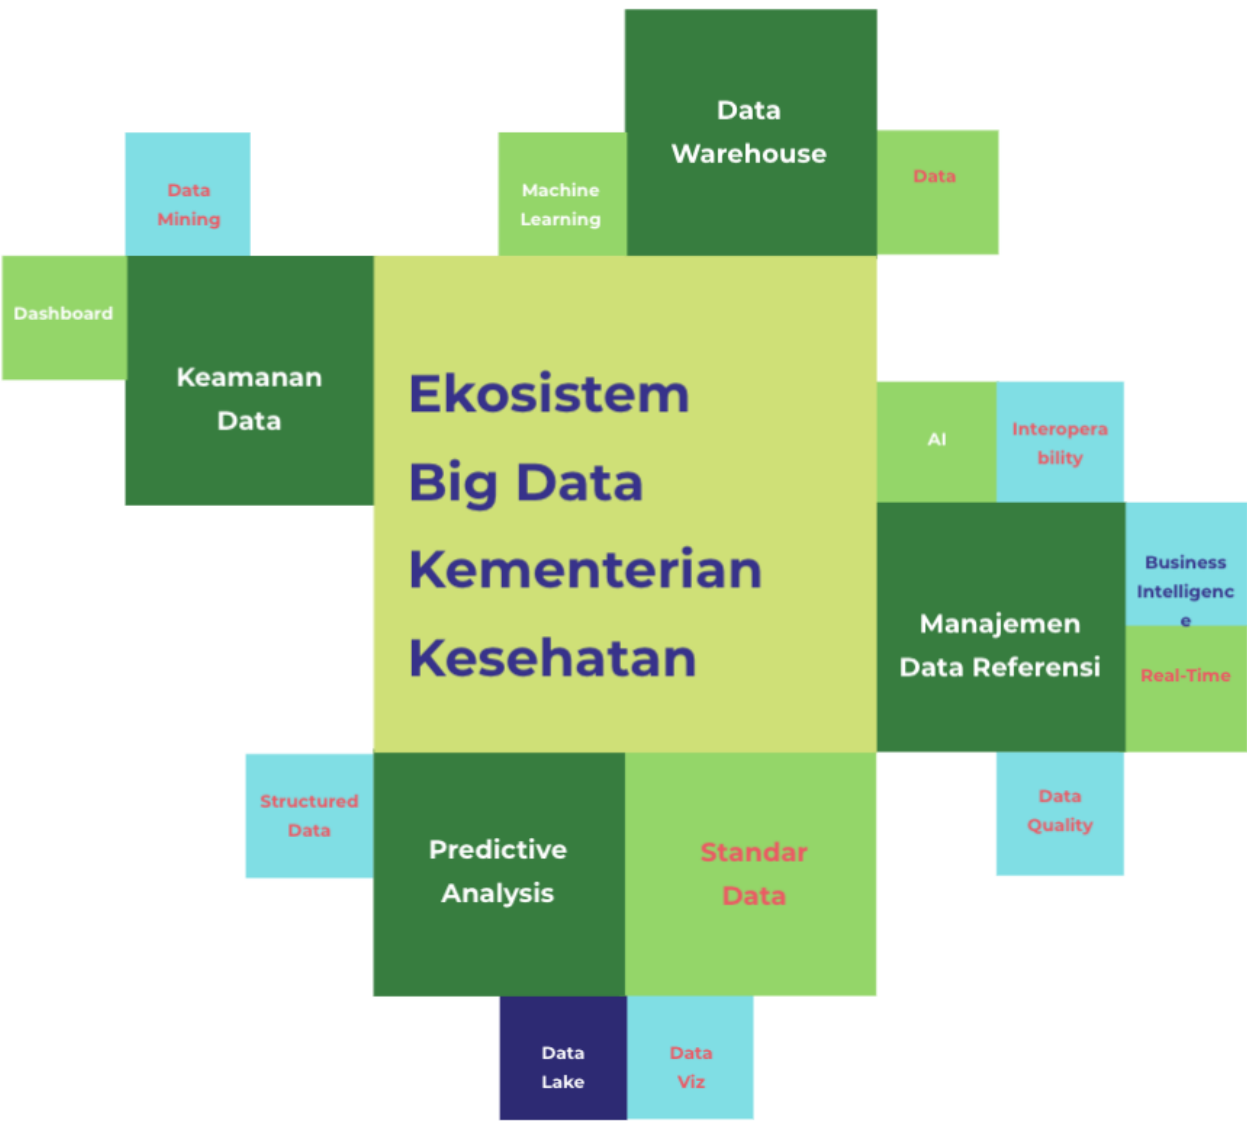 Data
Warehouse
Data
Mining
Machine
Learning
Data
Dashboard
Keamanan
Data
Ekosistem
Big Data
Kementerian
Kesehatan
AI
Interopera
bility
Business
Intelligenc
e
Manajemen
Data Referensi
Real-Time
Structured
Data
Predictive
Analysis
Standar
Data
Data
Quality
Data
Lake
Data
Viz